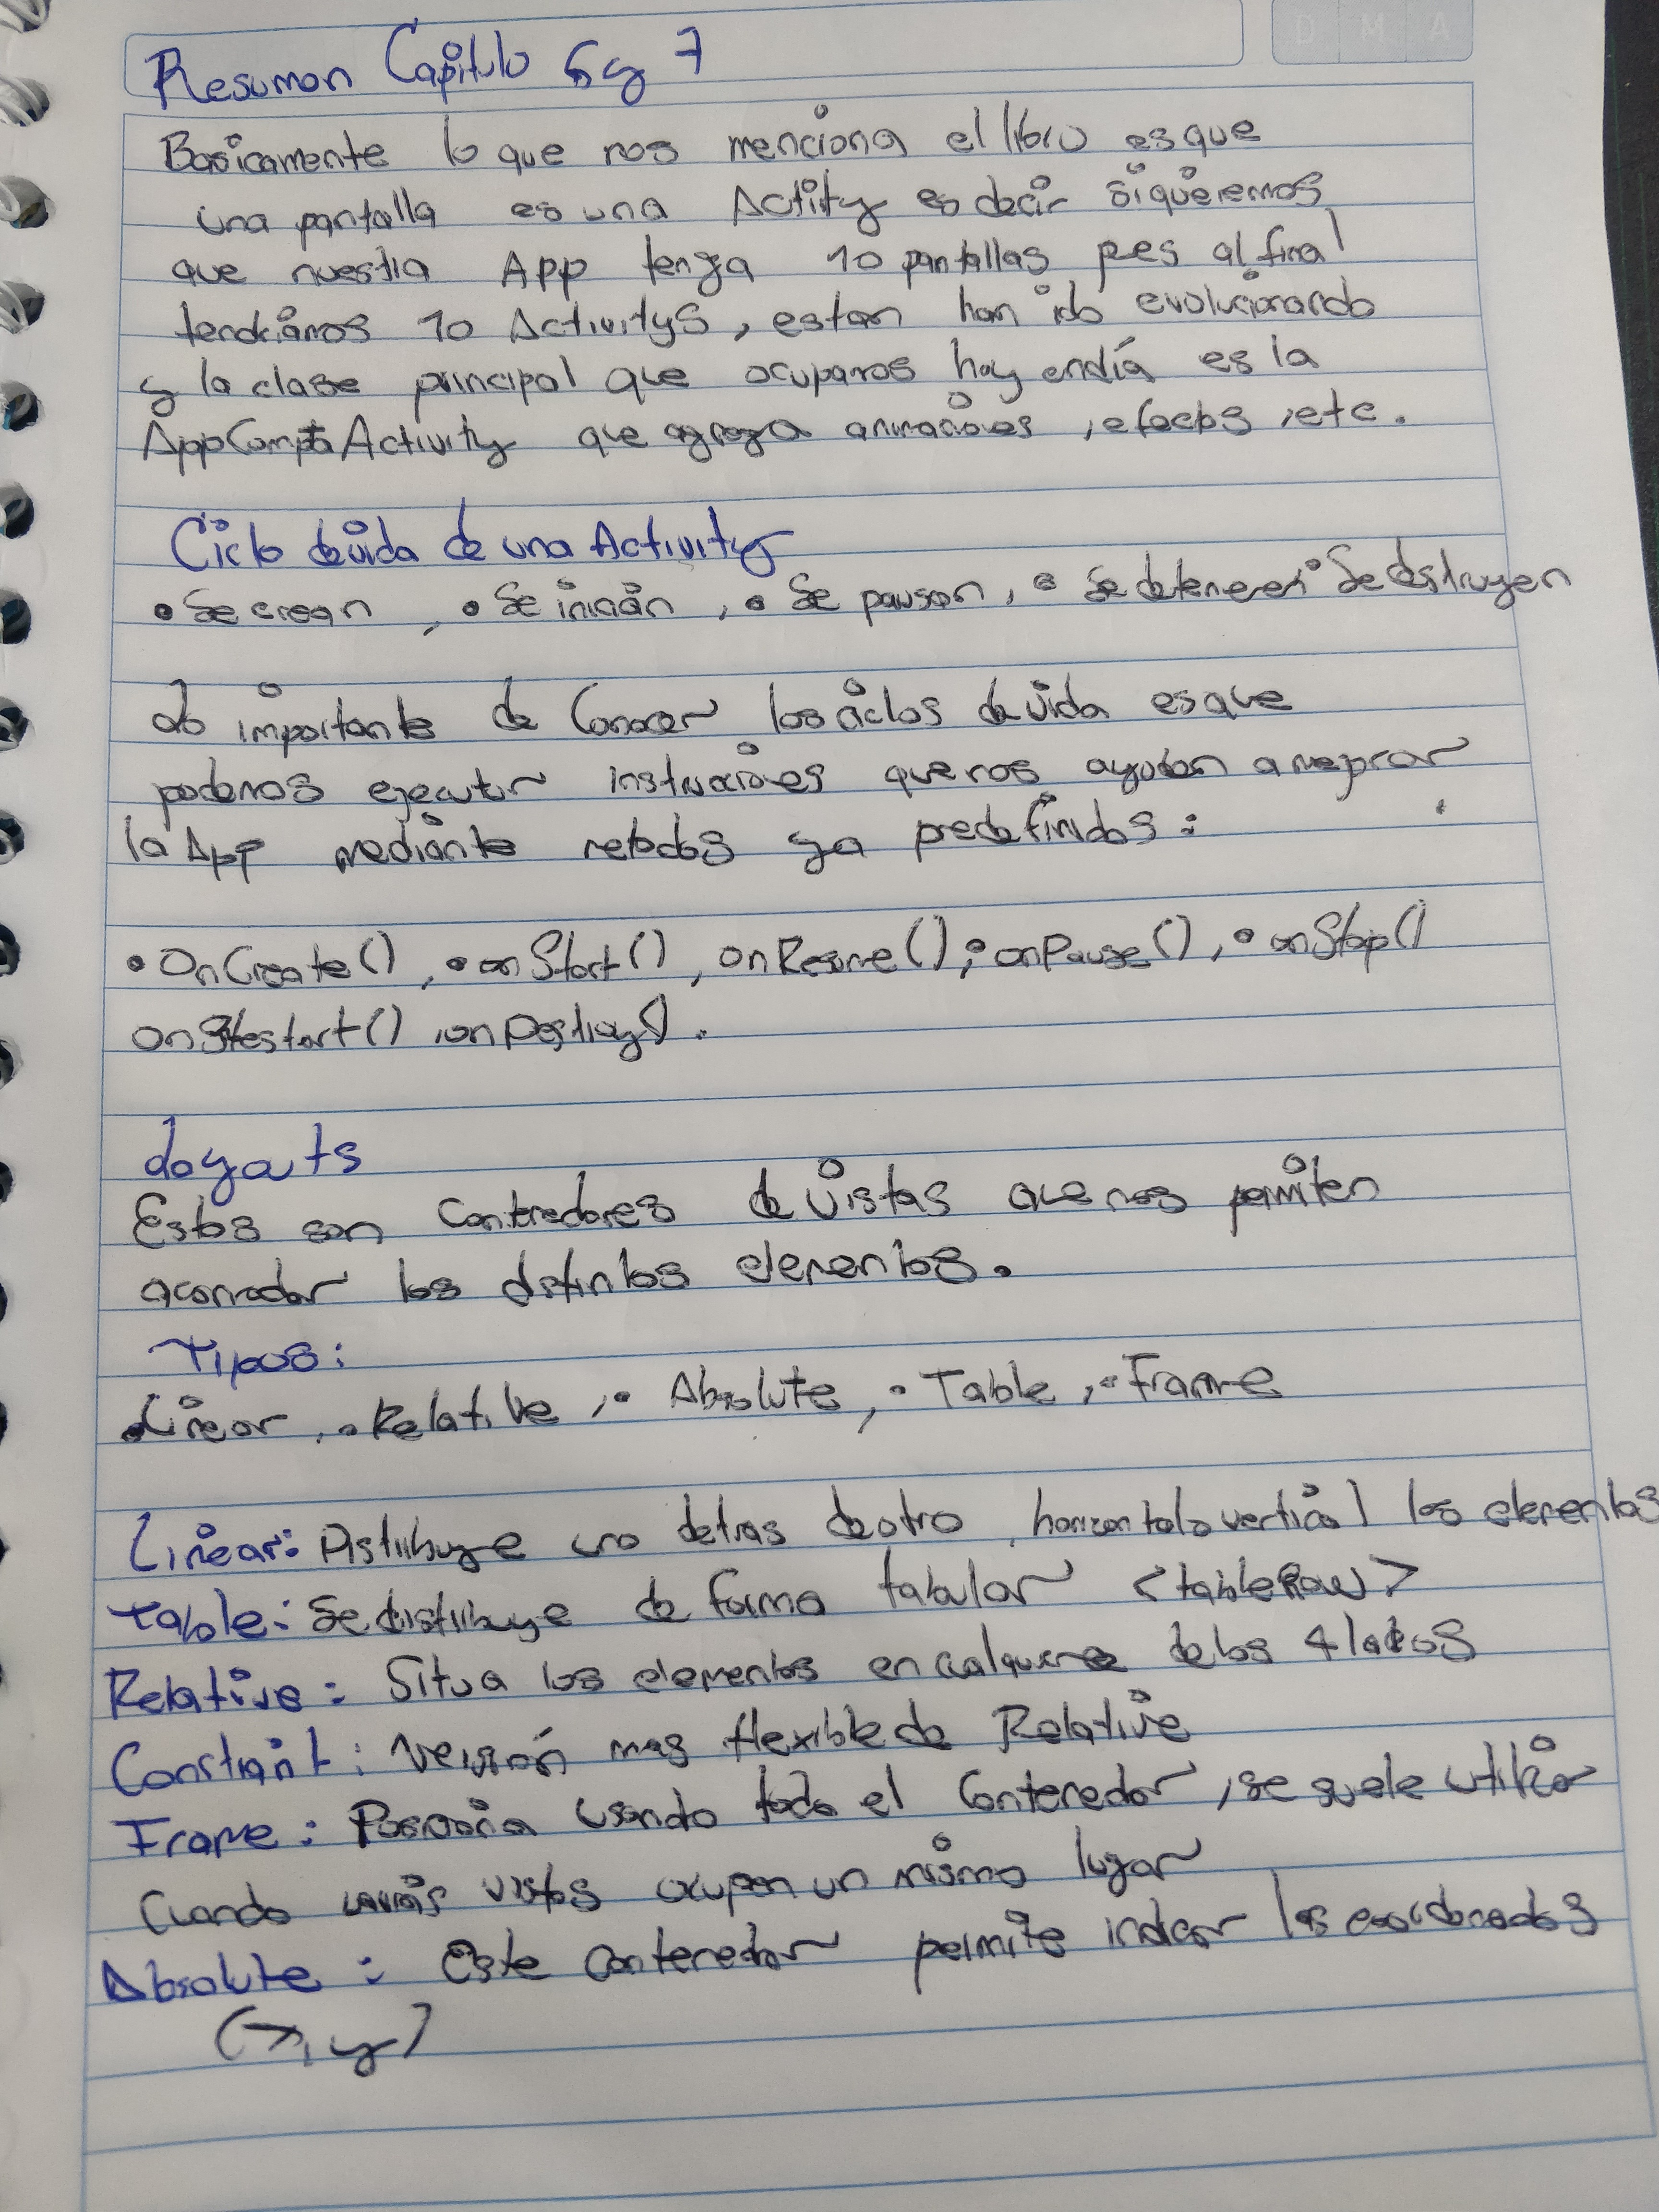 D M A
Resumen Capitulo 6 y 7
Basicamente lo que nos menciona el libro es que
una pantalla es una Actity es decir si queremos
que nuestra App tenga 10 pantallas pes al final
tendriamos 10 Activitys, estan han ido evolucionando
y la clase principal que ocupamos hoy en día es la
AppComptaActivity que agrega animaciones, efectos, etc.
Ciclo de vida de una Activity
• Se crean, • Se inician, • Se pausan, • Se detienen • Se destruyen
Lo importante de Conocer los ciclos de vida es que
podemos ejecutar instrucciones que nos ayudan a mejorar
la App mediante metodos ya predefinidos:
• OnCreate(), • onStart(), onResume(); • onPause(), • onStop()
onRestart(), onDestroy().
Layouts
Estos son Contenedores de Vistas que nos permiten
acomodar los distintos elementos.
Tipos:
• Linear, • Relative, • Absolute, • Table, • Frame
Linear: Distribuye uno detras de otro, horizontal o vertical los elementos
Table: Se distribuye de forma tabular <tableRow>
Relative: Situa los elementos en cualquiera de los 4 lados
Constraint: Versión mas flexible de Relative
Frame: Posiciona usando todo el Contenedor, se suele utilizar
Cuando varias vistas ocupen un mismo lugar
Absolute: Este contenedor permite indicar las
(x, y)